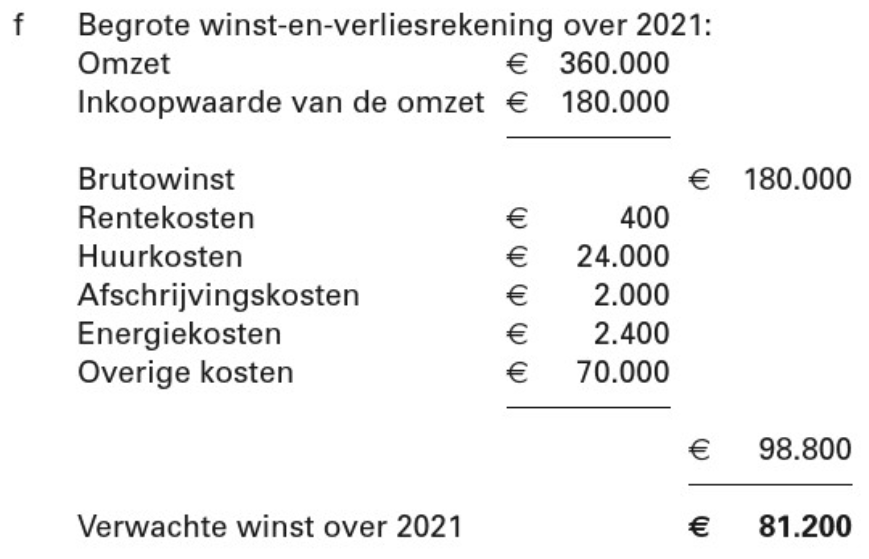 f Begrote winst-en-verliesrekening over 2021:
Omzet € 360.000
Inkoopwaarde van de omzet € 180.000
Brutowinst € 180.000
Rentekosten € 400
Huurkosten € 24.000
Afschrijvingskosten € 2.000
Energiekosten € 2.400
Overige kosten € 70.000
€ 98.800
Verwachte winst over 2021 € 81.200